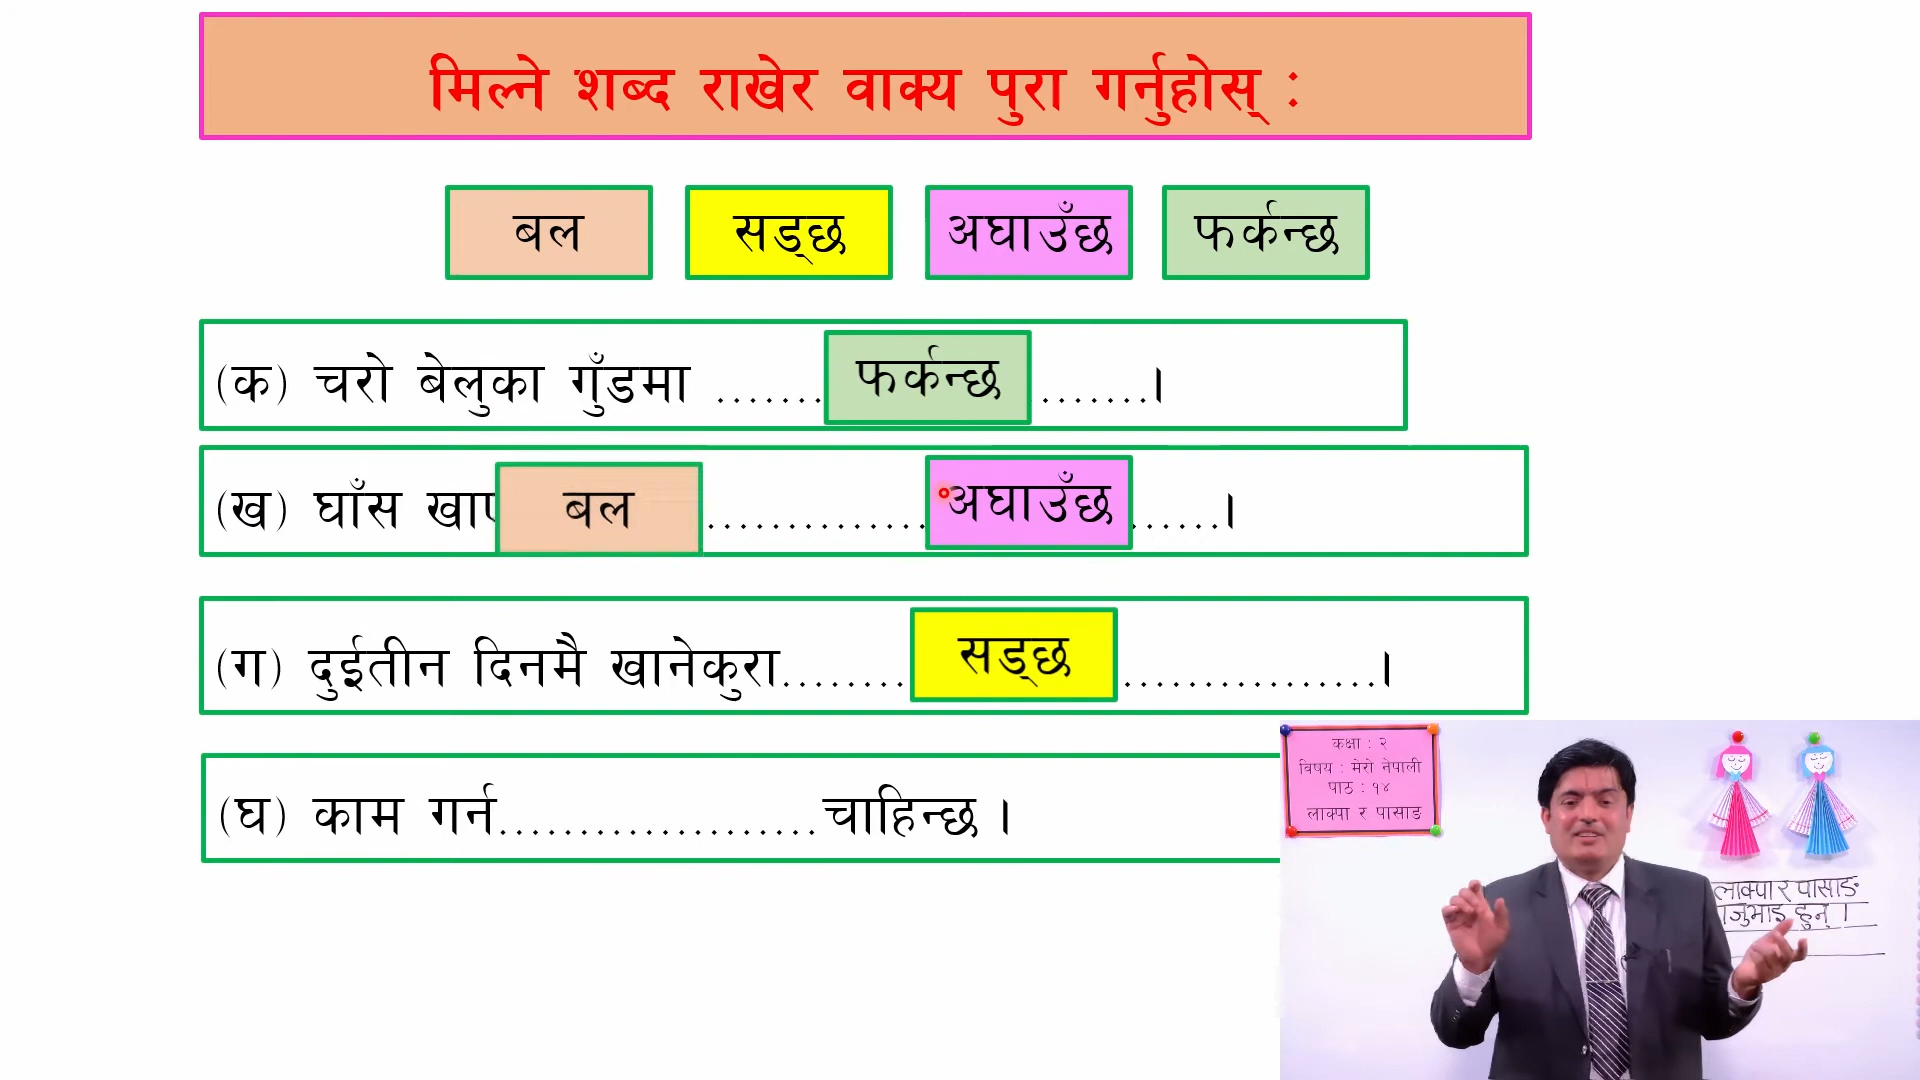 मिल्ने शब्द राखेर वाक्य पुरा गर्नुहोस् :
बल सड्छ अघाउँछ फर्कन्छ
(क) चरो बेलुका गुँडमा ....... फर्कन्छ .......।
(ख) घाँस बल .............. अघाउँछ ......।
(ग) दुईतीन दिनमै खानेकुरा........ सड्छ ................।
(घ) काम गर्न....................चाहिन्छ ।
कक्षा : २
विषय : मेरो नेपाली
पाठ : १४
लाक्पा र पासाङ
लाक्पा र पासाङ
हुन् ।